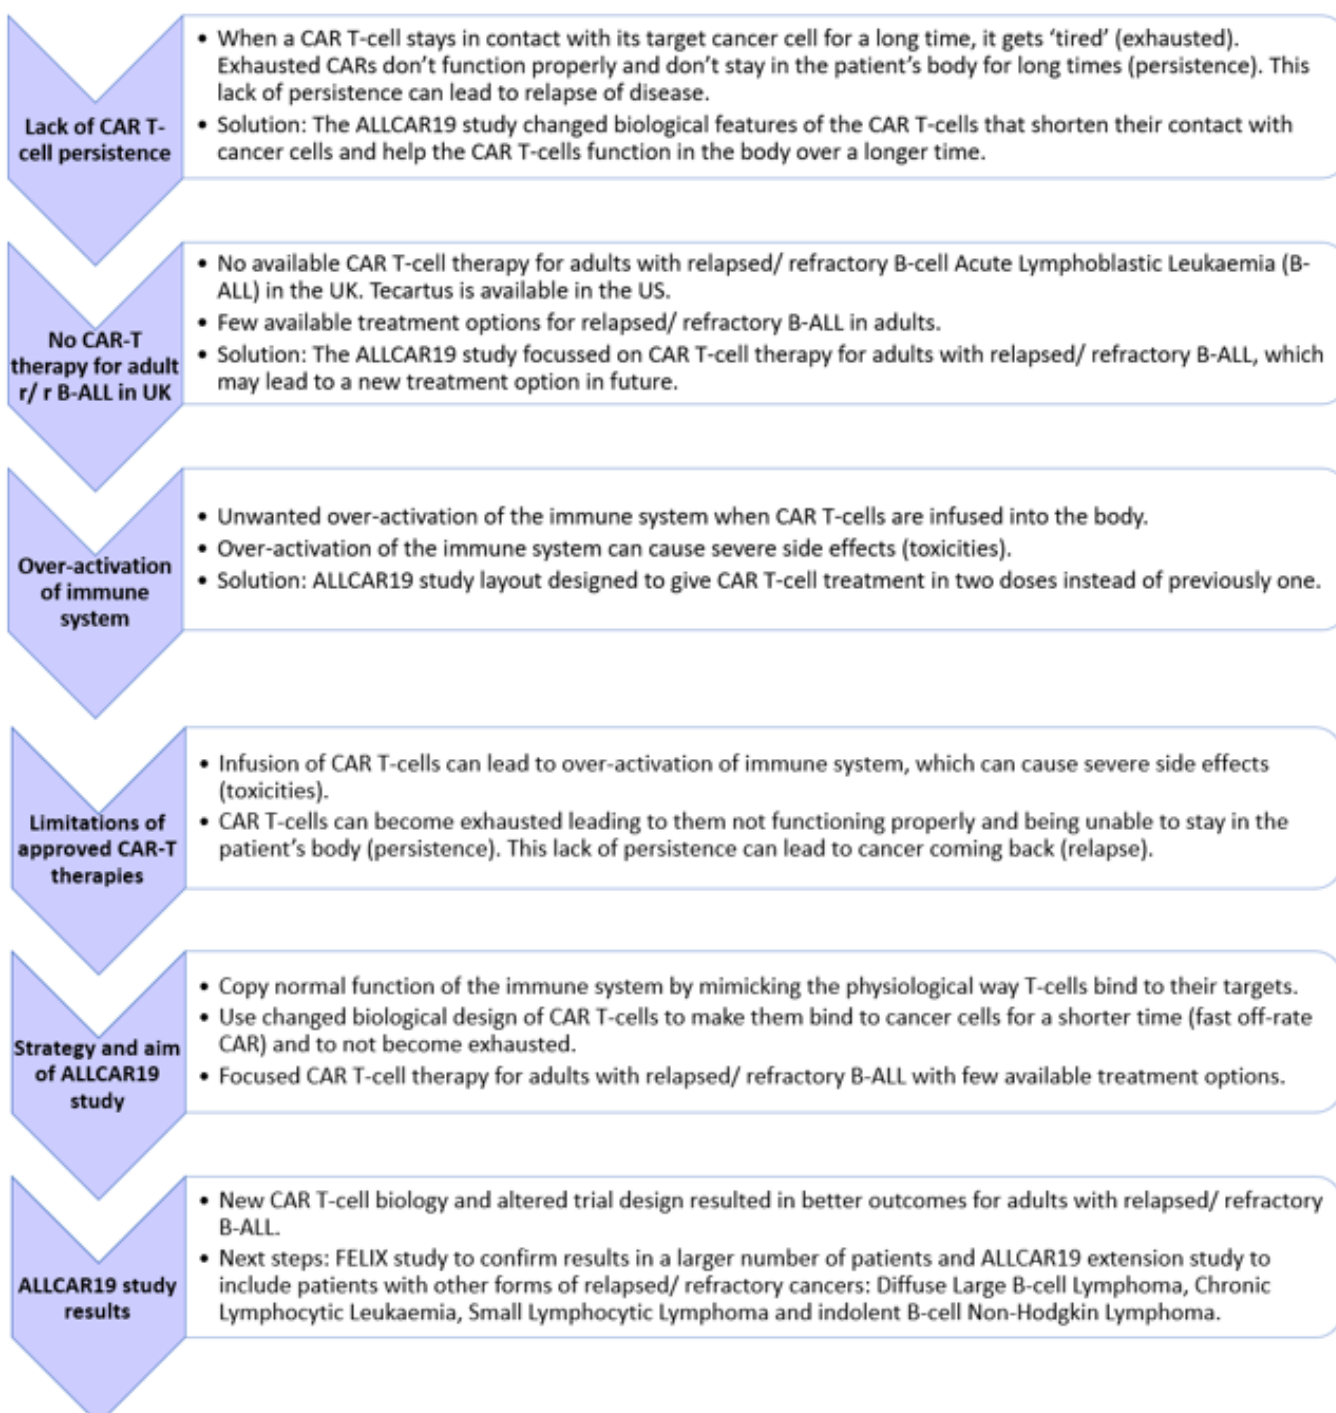 Lack of CAR T-
cell persistence
• When a CAR T-cell stays in contact with its target cancer cell for a long time, it gets ‘tired’ (exhausted).
Exhausted CARs don’t function properly and don’t stay in the patient’s body for long times (persistence). This
lack of persistence can lead to relapse of disease.
• Solution: The ALLCAR19 study changed biological features of the CAR T-cells that shorten their contact with
cancer cells and help the CAR T-cells function in the body over a longer time.
No CAR-T
therapy for adult
r/ r B-ALL in UK
• No available CAR T-cell therapy for adults with relapsed/ refractory B-cell Acute Lymphoblastic Leukaemia (B-
ALL) in the UK. Tecartus is available in the US.
• Few available treatment options for relapsed/ refractory B-ALL in adults.
• Solution: The ALLCAR19 study focussed on CAR T-cell therapy for adults with relapsed/ refractory B-ALL, which
may lead to a new treatment option in future.
Over-activation
of immune
system
• Unwanted over-activation of the immune system when CAR T-cells are infused into the body.
• Over-activation of the immune system can cause severe side effects (toxicities).
• Solution: ALLCAR19 study layout designed to give CAR T-cell treatment in two doses instead of previously one.
Limitations of
approved CAR-T
therapies
• Infusion of CAR T-cells can lead to over-activation of immune system, which can cause severe side effects
(toxicities).
• CAR T-cells can become exhausted leading to them not functioning properly and being unable to stay in the
patient’s body (persistence). This lack of persistence can lead to cancer coming back (relapse).
Strategy and aim
of ALLCAR19
study
• Copy normal function of the immune system by mimicking the physiological way T-cells bind to their targets.
• Use changed biological design of CAR T-cells to make them bind to cancer cells for a shorter time (fast off-rate
CAR) and to not become exhausted.
• Focused CAR T-cell therapy for adults with relapsed/ refractory B-ALL with few available treatment options.
ALLCAR19 study
results
• New CAR T-cell biology and altered trial design resulted in better outcomes for adults with relapsed/ refractory
B-ALL.
• Next steps: FELIX study to confirm results in a larger number of patients and ALLCAR19 extension study to
include patients with other forms of relapsed/ refractory cancers: Diffuse Large B-cell Lymphoma, Chronic
Lymphocytic Leukaemia, Small Lymphocytic Lymphoma and indolent B-cell Non-Hodgkin Lymphoma.